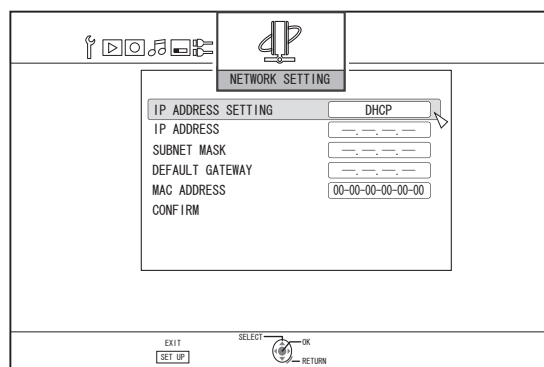 NETWORK SETTING
IP ADDRESS SETTING DHCP
IP ADDRESS —.—.—.—
SUBNET MASK —.—.—.—
DEFAULT GATEWAY —.—.—.—
MAC ADDRESS 00-00-00-00-00-00
CONFIRM
EXIT
SET UP
SELECT
OK
RETURN